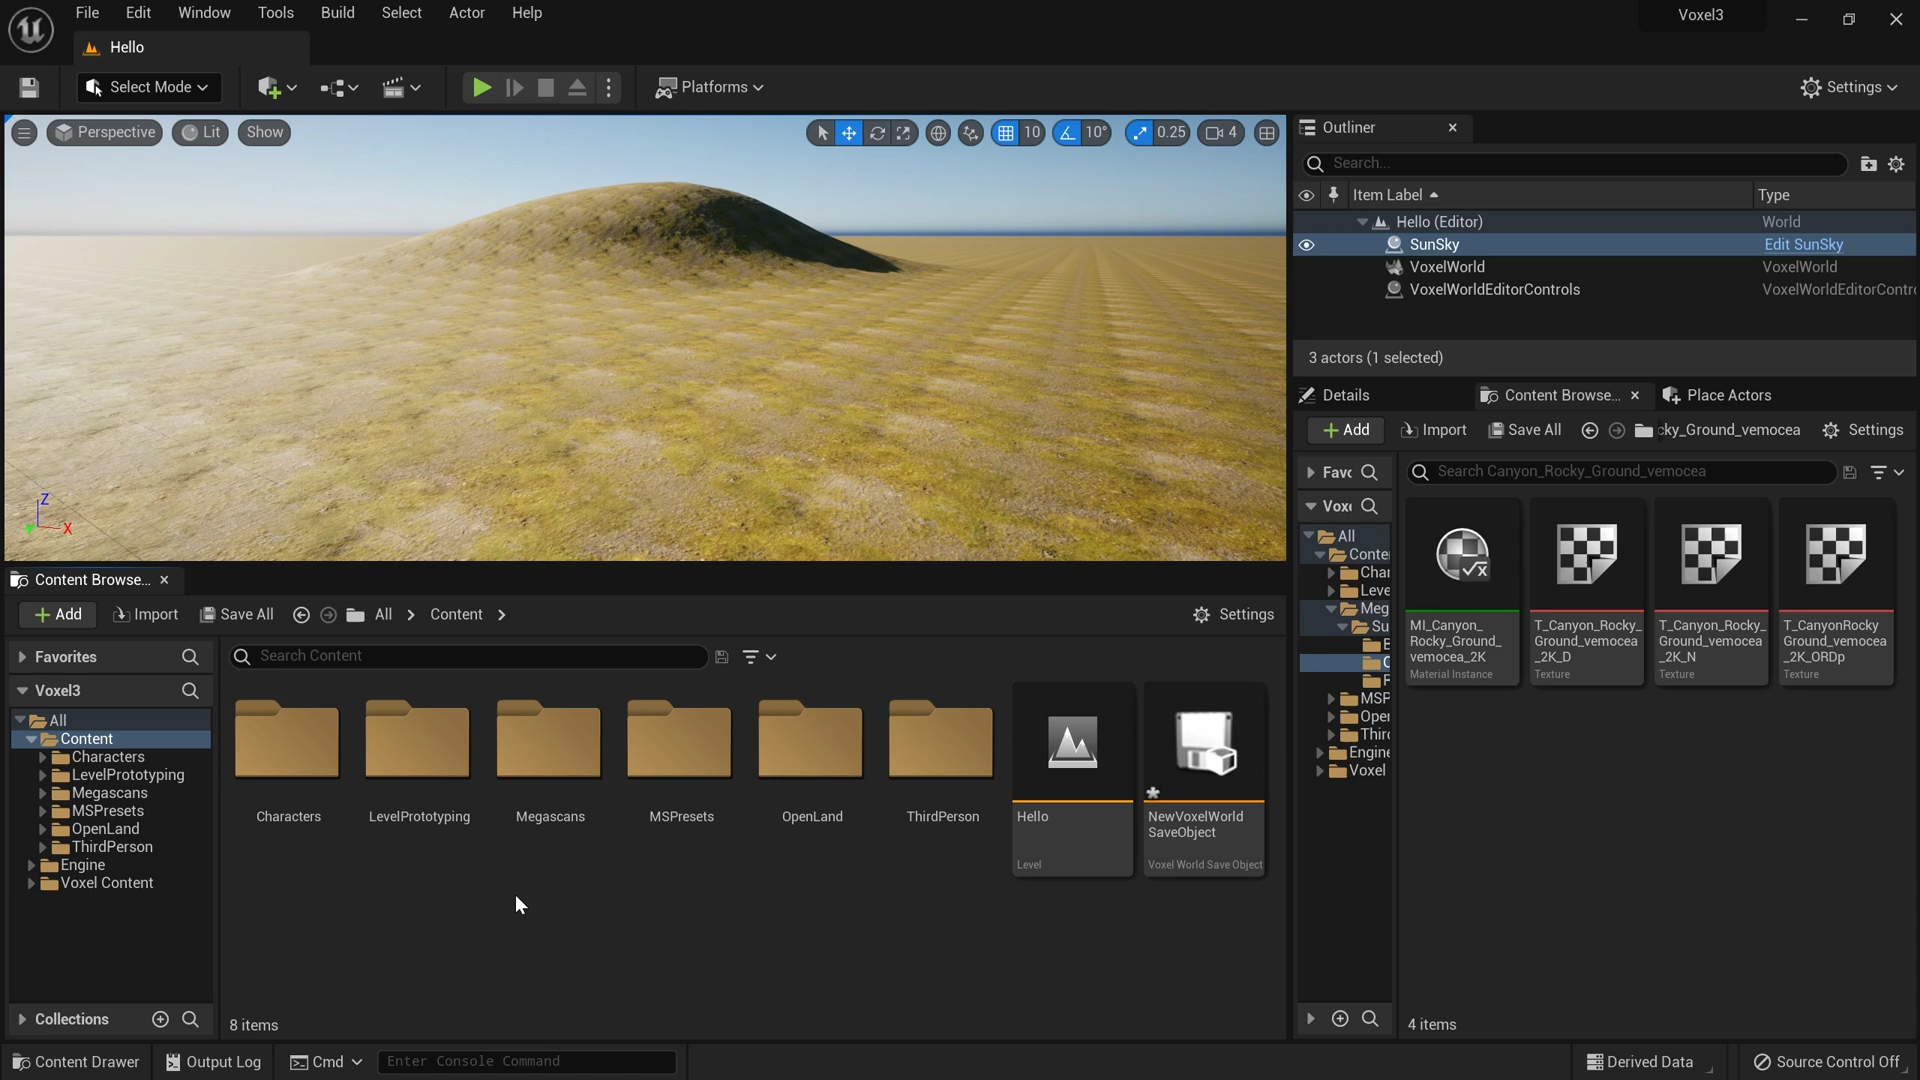 File Edit Window Tools Build Select Actor Help
Voxel3
Hello
Select Mode
Platforms
Settings
Perspective
Lit
Show
10
10°
0.25
4
Z
X
Outliner
Search...
Item Label
Type
Hello (Editor)
World
SunSky
Edit SunSky
VoxelWorld
VoxelWorld
VoxelWorldEditorControls
VoxelWorldEditorContro
3 actors (1 selected)
Details
Content Browse...
Place Actors
Add
Import
Save All
cky_Ground_vemocea
Settings
Favo
Search Canyon_Rocky_Ground_vemocea
Voxe
All
Conte
Char
Leve
Meg
Su
MSP
Oper
Third
Engine
Voxel
MI_Canyon_
Rocky_Ground_
vemocea_2K
Material Instance
T_Canyon_Rocky_
Ground_vemocea
_2K_D
Texture
T_Canyon_Rocky_
Ground_vemocea
_2K_N
Texture
T_CanyonRocky
Ground_vemocea
_2K_ORDp
Texture
4 items
Content Browse...
Add
Import
Save All
All
Content
Settings
Favorites
Search Content
Voxel3
All
Content
Characters
LevelPrototyping
Megascans
MSPresets
OpenLand
ThirdPerson
Engine
Voxel Content
Characters
LevelPrototyping
Megascans
MSPresets
OpenLand
ThirdPerson
Hello
Level
NewVoxelWorld
SaveObject
Voxel World Save Object
Collections
8 items
Content Drawer
Output Log
Cmd
Enter Console Command
Derived Data
Source Control Off